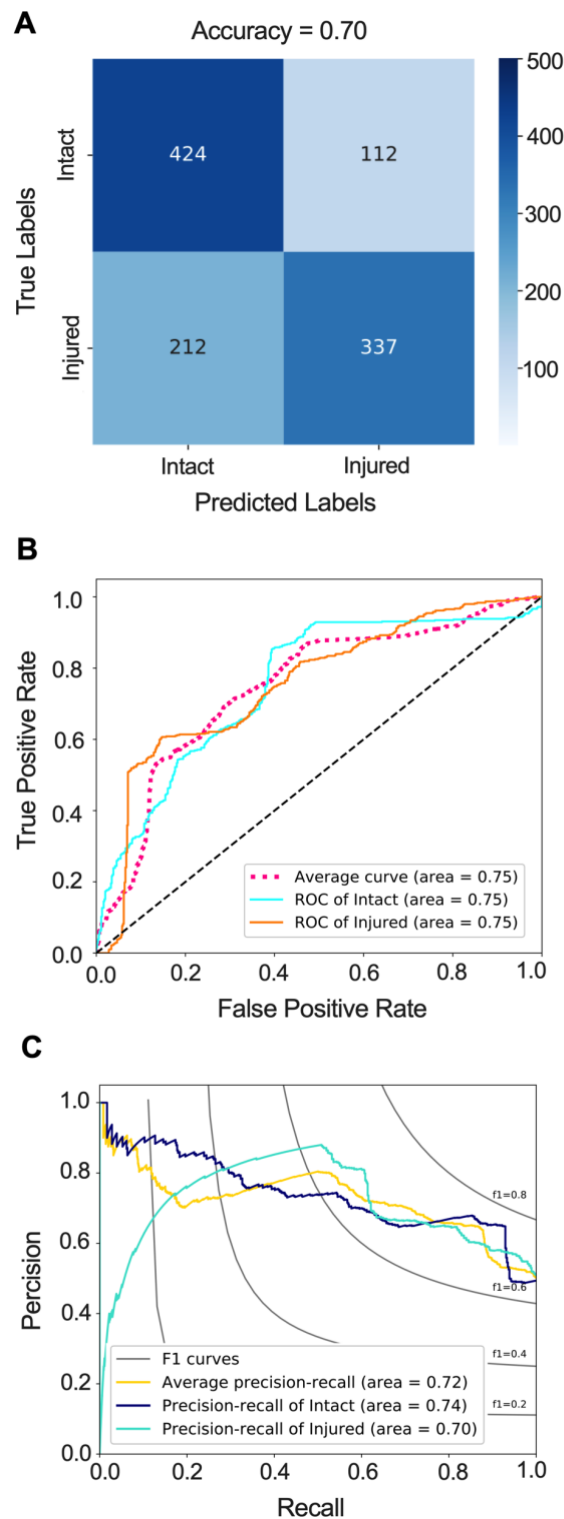 A
Accuracy = 0.70
True Labels
Intact
Injured
424
112
212
337
Intact
Injured
Predicted Labels
500
400
300
200
100
B
True Positive Rate
1.0
0.8
0.6
0.4
0.2
0.0
Average curve (area = 0.75)
ROC of Intact (area = 0.75)
ROC of Injured (area = 0.75)
0.0
0.2
0.4
0.6
0.8
1.0
False Positive Rate
C
Percision
1.0
0.8
0.6
0.4
0.2
0.0
f1=0.8
f1=0.6
f1=0.4
f1=0.2
F1 curves
Average precision-recall (area = 0.72)
Precision-recall of Intact (area = 0.74)
Precision-recall of Injured (area = 0.70)
0.0
0.2
0.4
0.6
0.8
1.0
Recall